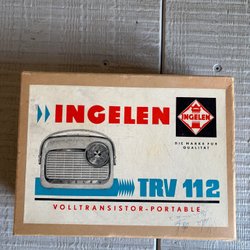 INGELEN
INGELEN
DIE MARKE FÜR
QUALITÄT
TRV 112
VOLLTRANSISTOR-PORTABLE